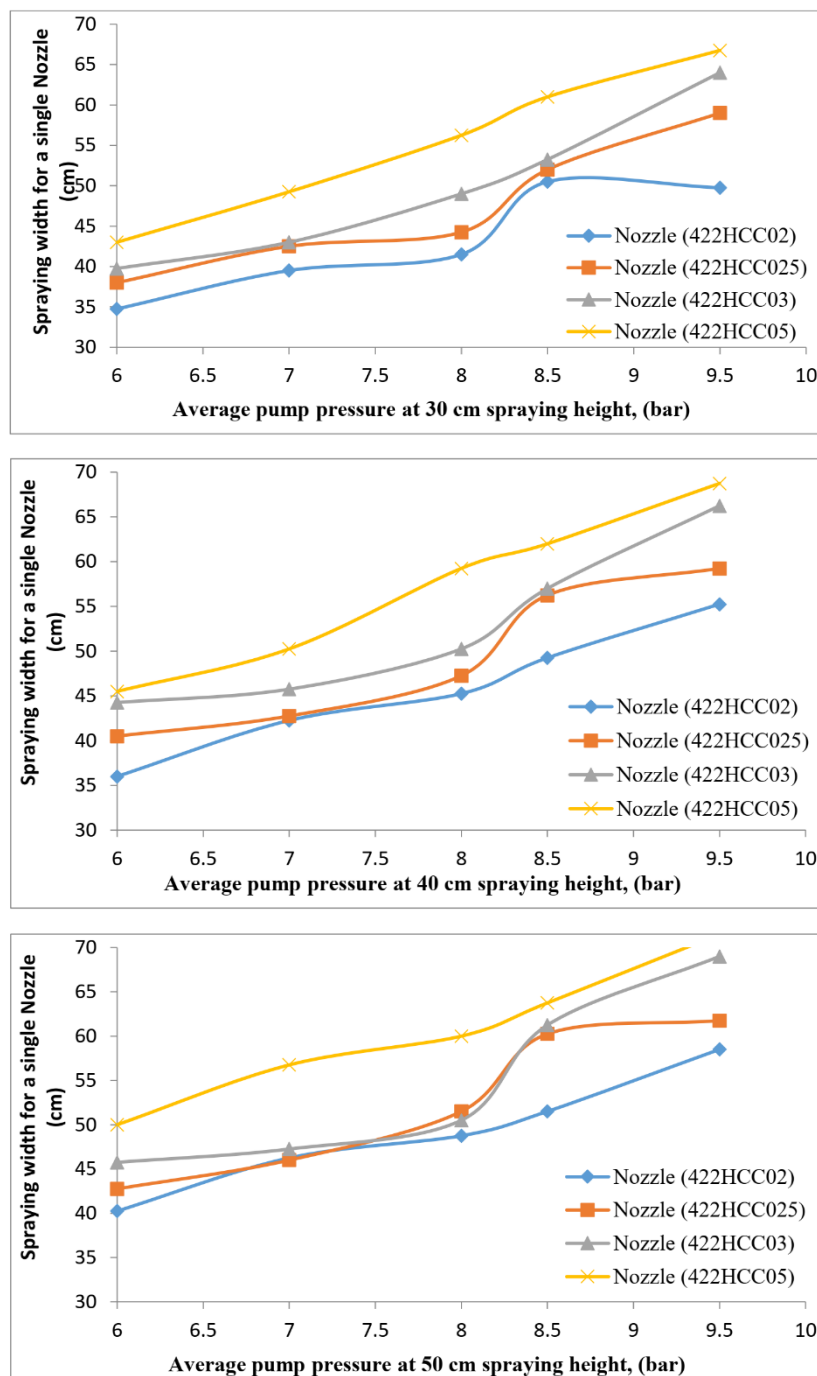 70
65
60
55
50
45
40
35
30
Spraying width for a single Nozzle
(cm)
Nozzle (422HCC02)
Nozzle (422HCC025)
Nozzle (422HCC03)
Nozzle (422HCC05)
6 6.5 7 7.5 8 8.5 9 9.5 10
Average pump pressure at 30 cm spraying height, (bar)
70
65
60
55
50
45
40
35
30
Spraying width for a single Nozzle
(cm)
Nozzle (422HCC02)
Nozzle (422HCC025)
Nozzle (422HCC03)
Nozzle (422HCC05)
6 6.5 7 7.5 8 8.5 9 9.5 10
Average pump pressure at 40 cm spraying height, (bar)
70
65
60
55
50
45
40
35
30
Spraying width for a single Nozzle
(cm)
Nozzle (422HCC02)
Nozzle (422HCC025)
Nozzle (422HCC03)
Nozzle (422HCC05)
6 6.5 7 7.5 8 8.5 9 9.5 10
Average pump pressure at 50 cm spraying height, (bar)